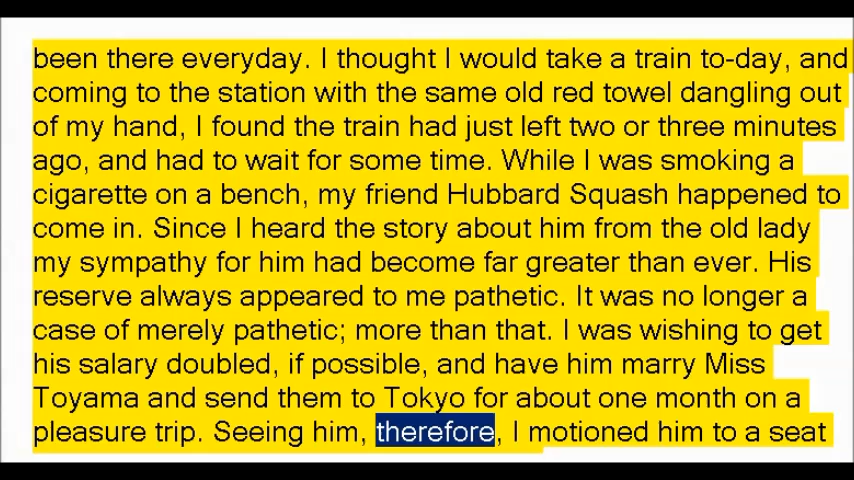 been there everyday. I thought I would take a train to-day, and
coming to the station with the same old red towel dangling out
of my hand, I found the train had just left two or three minutes
ago, and had to wait for some time. While I was smoking a
cigarette on a bench, my friend Hubbard Squash happened to
come in. Since I heard the story about him from the old lady
my sympathy for him had become far greater than ever. His
reserve always appeared to me pathetic. It was no longer a
case of merely pathetic; more than that. I was wishing to get
his salary doubled, if possible, and have him marry Miss
Toyama and send them to Tokyo for about one month on a
pleasure trip. Seeing him, therefore, I motioned him to a seat